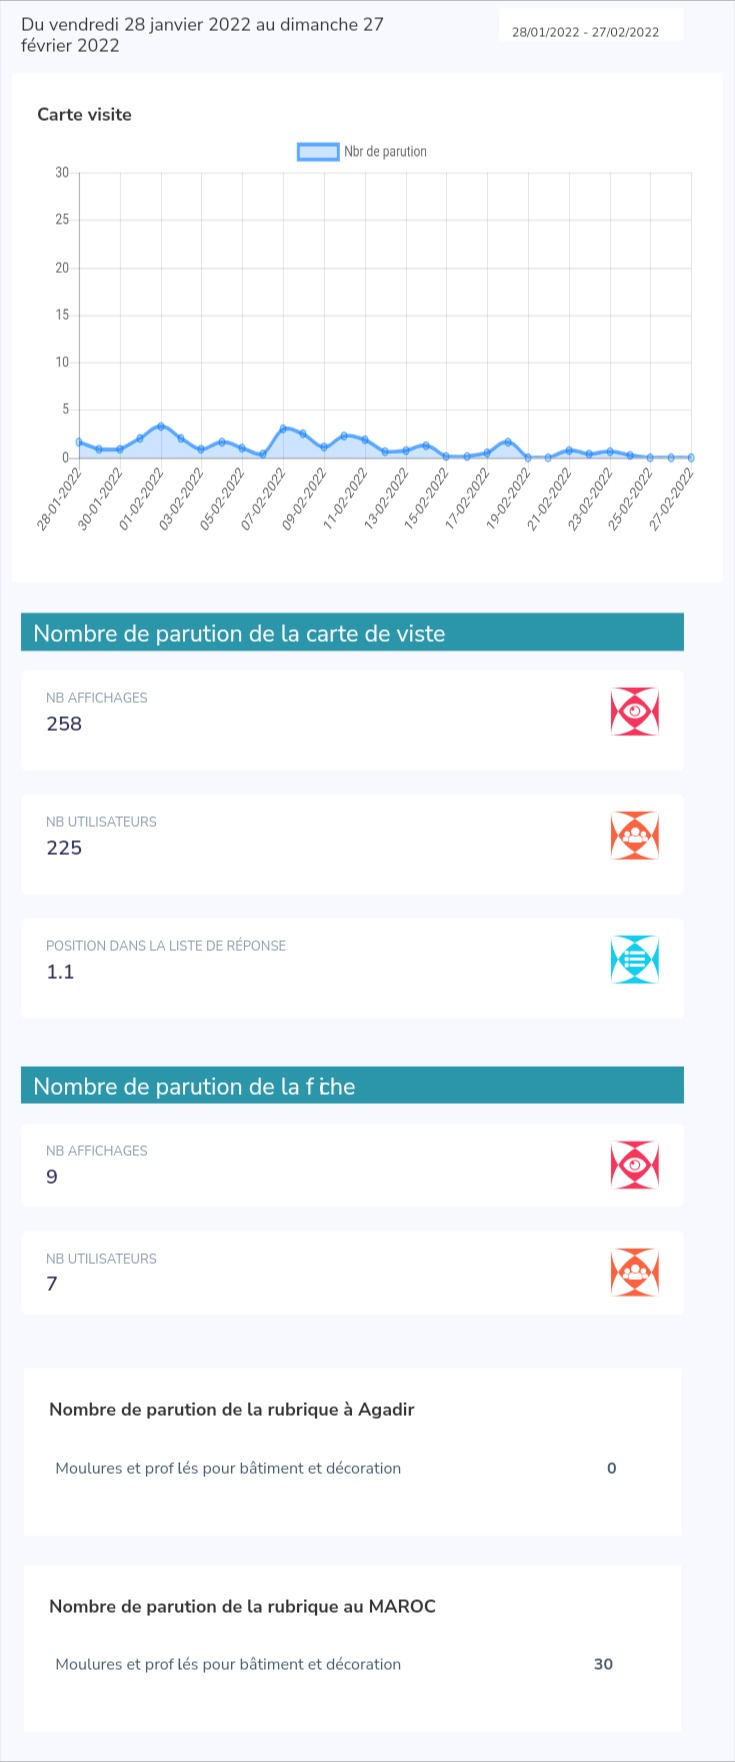 Du vendredi 28 janvier 2022 au dimanche 27
février 2022
28/01/2022 - 27/02/2022
Carte visite
Nbr de parution
30
25
20
15
10
5
0
28-01-2022
30-01-2022
01-02-2022
03-02-2022
05-02-2022
07-02-2022
09-02-2022
11-02-2022
13-02-2022
15-02-2022
17-02-2022
19-02-2022
21-02-2022
23-02-2022
25-02-2022
27-02-2022
Nombre de parution de la carte de viste
NB AFFICHAGES
258
NB UTILISATEURS
225
POSITION DANS LA LISTE DE RÉPONSE
1.1
Nombre de parution de la fiche
NB AFFICHAGES
9
NB UTILISATEURS
7
Nombre de parution de la rubrique à Agadir
Moulures et prof lés pour bâtiment et décoration 0
Nombre de parution de la rubrique au MAROC
Moulures et prof lés pour bâtiment et décoration 30